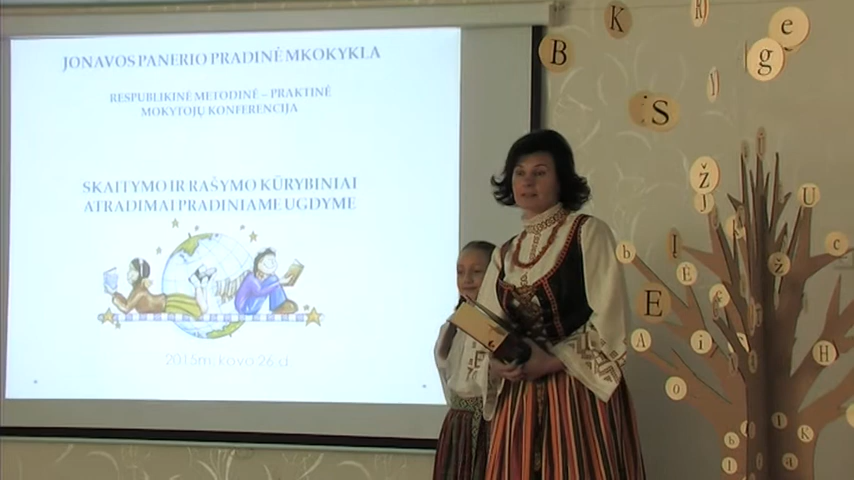 JONAVOS PANERIO PRADINĖ MKOKYKLA
RESPUBLIKINĖ METODINĖ – PRAKTINĖ
MOKYTOJŲ KONFERENCIJA
SKAITYMO IR RAŠYMO KŪRYBINIAI
ATRADIMAI PRADINIAME UGDYME
2015m. kovo 26 d
K
B
e
g
Y
S
Ž
U
b
Į
C
ž
Ė
E
A
i
H
o
K
b
l
a